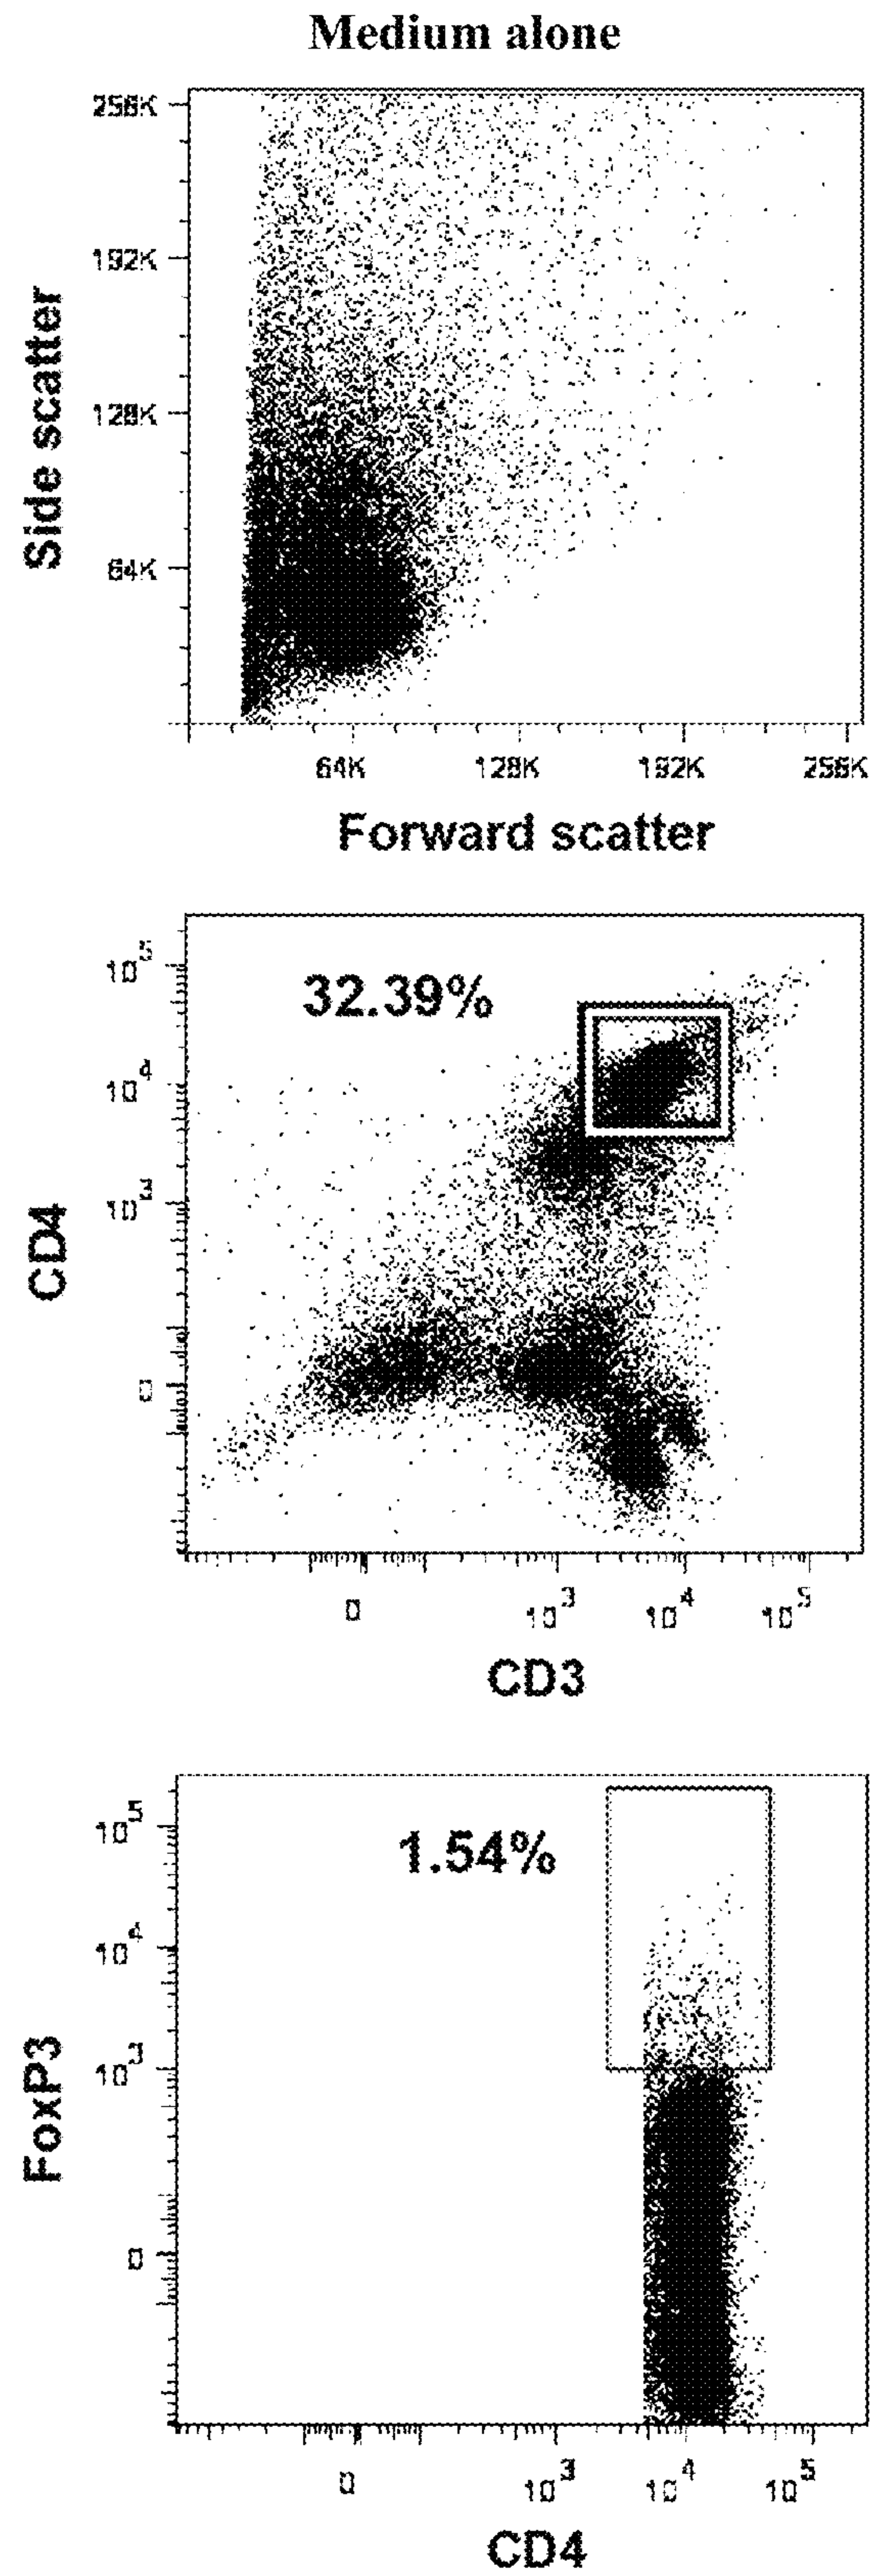 Medium alone
256K
192K
128K
64K
Side scatter
64K 128K 192K 256K
Forward scatter
32.39%
10^5
10^4
10^3
0
CD4
0 10^3 10^4 10^5
CD3
1.54%
10^5
10^4
10^3
0
FoxP3
0 10^3 10^4 10^5
CD4